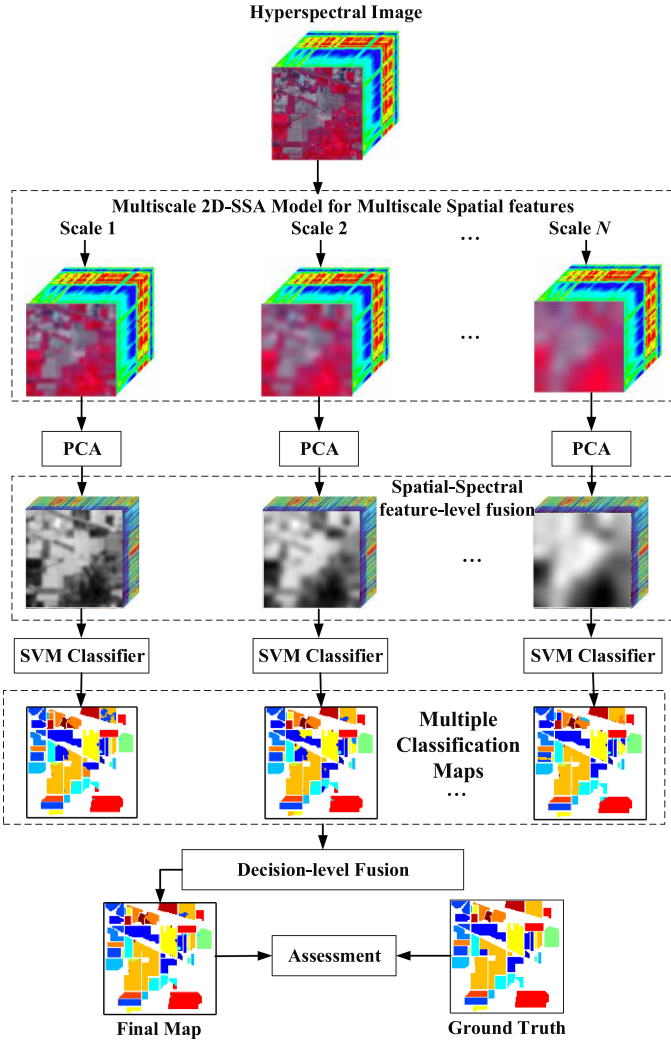 Hyperspectral Image
Multiscale 2D-SSA Model for Multiscale Spatial features
Scale 1
Scale 2
...
Scale N
...
PCA
PCA
PCA
Spatial-Spectral
feature-level fusion
...
SVM Classifier
SVM Classifier
SVM Classifier
Multiple
Classification
Maps
...
Decision-level Fusion
Assessment
Final Map
Ground Truth